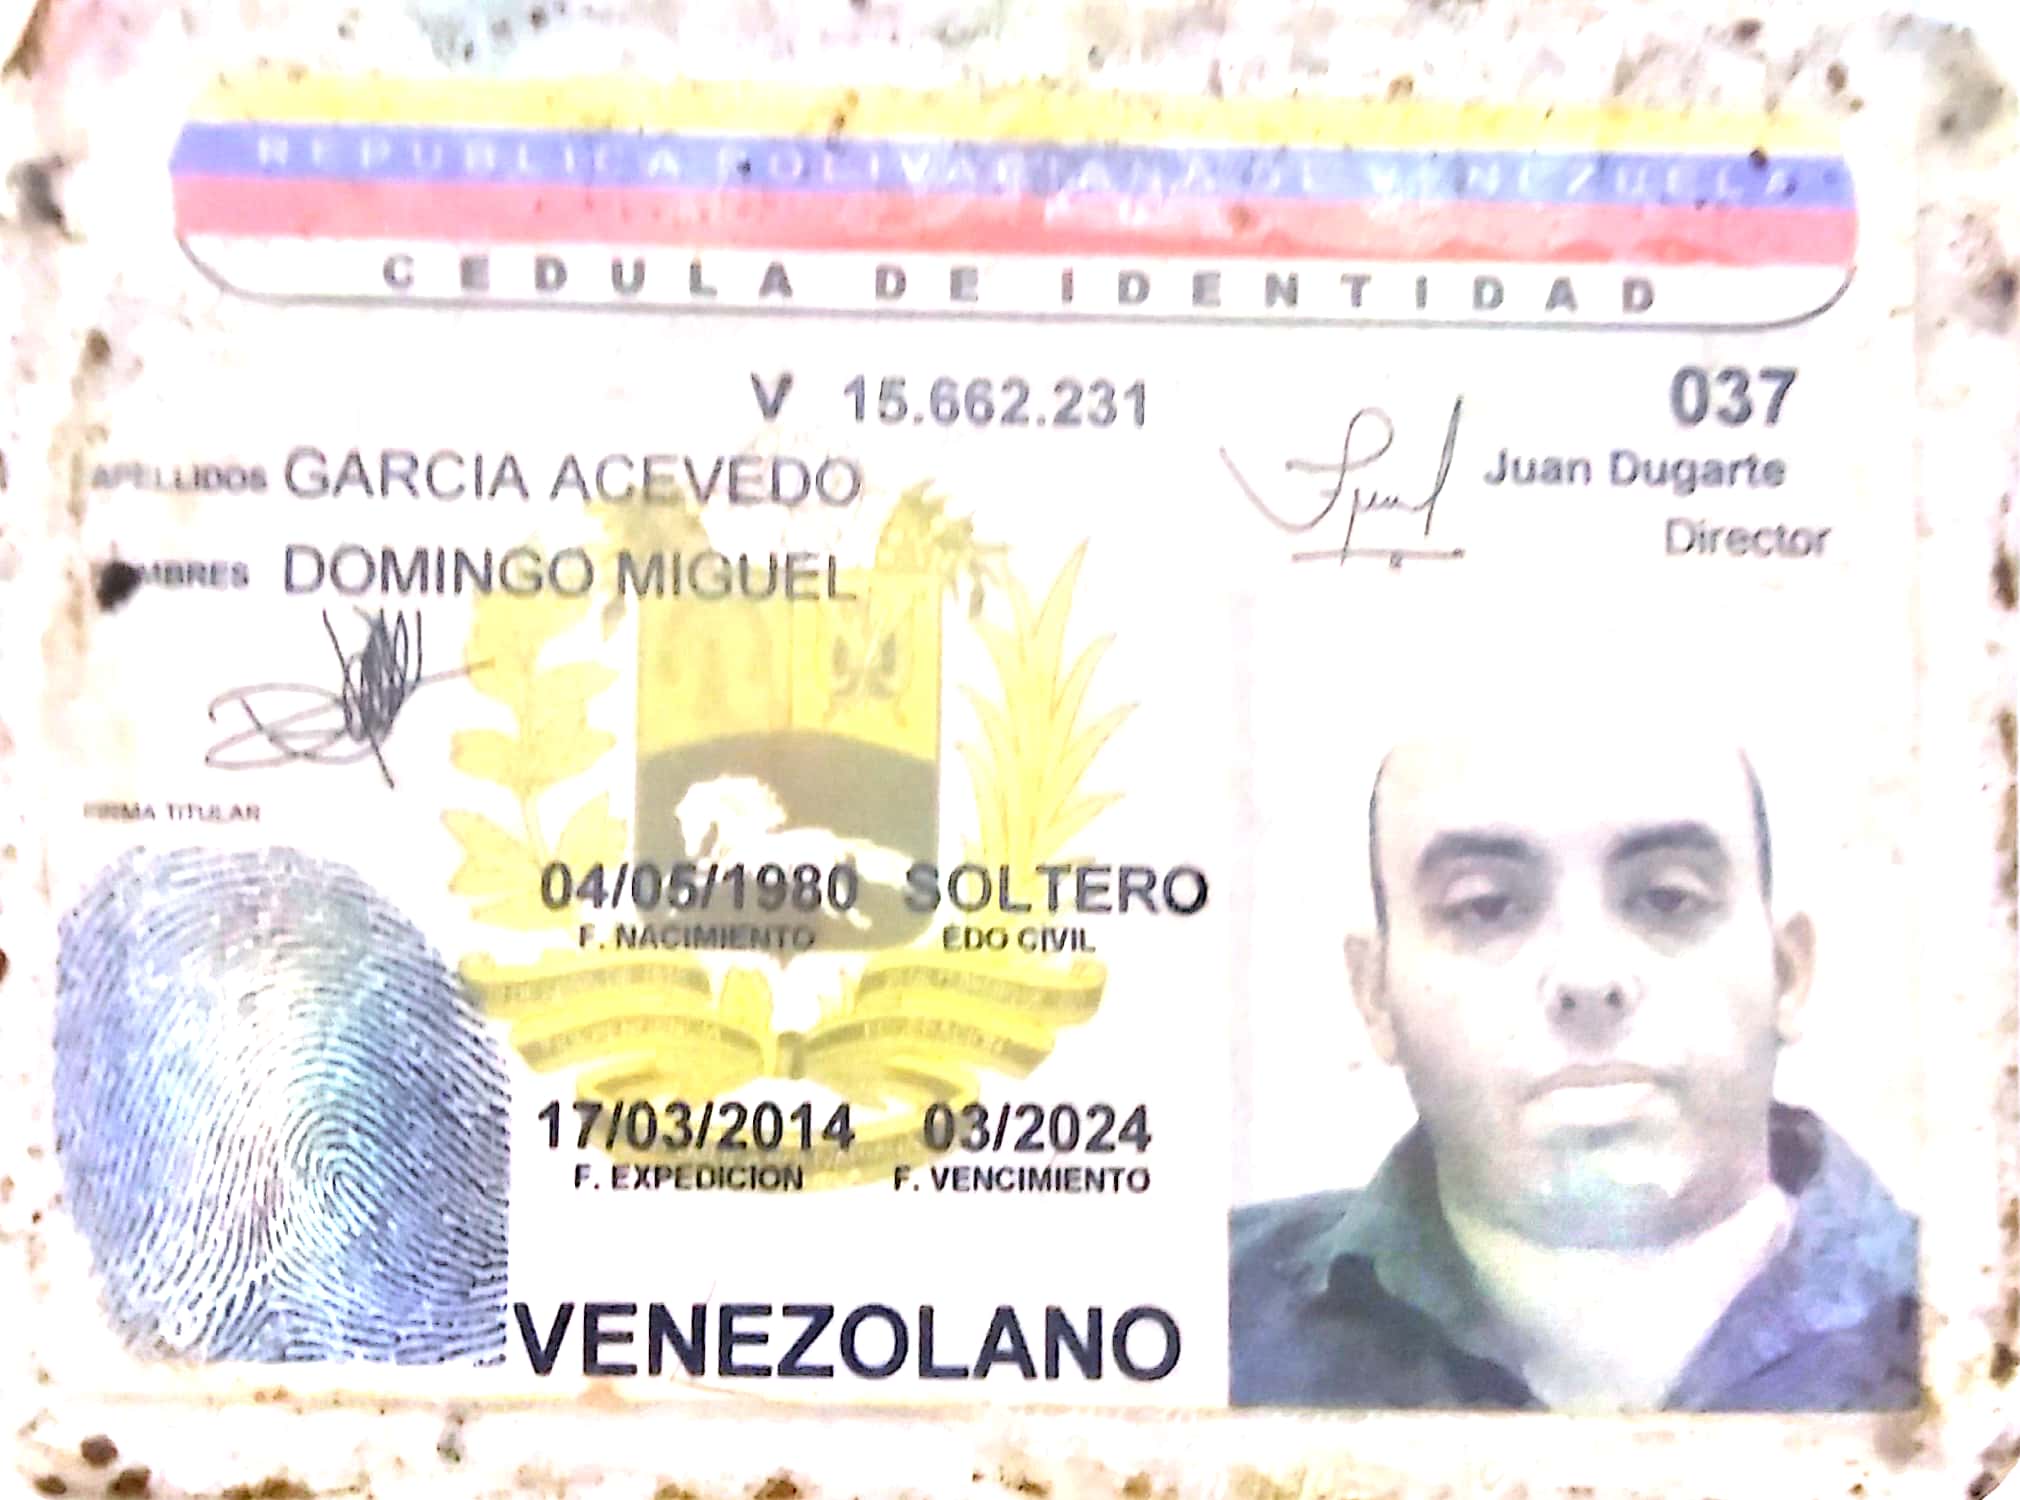 REPUBLICA BOLIVARIANA DE VENEZUELA
CEDULA DE IDENTIDAD
V 15.662.231
037
APELLIDOS GARCIA ACEVEDO
Juan Dugarte
Director
MBRES DOMINGO MIGUEL
FIRMA TITULAR
04/05/1980 SOLTERO
F. NACIMIENTO EDO CIVIL
17/03/2014 03/2024
F. EXPEDICION F. VENCIMIENTO
VENEZOLANO